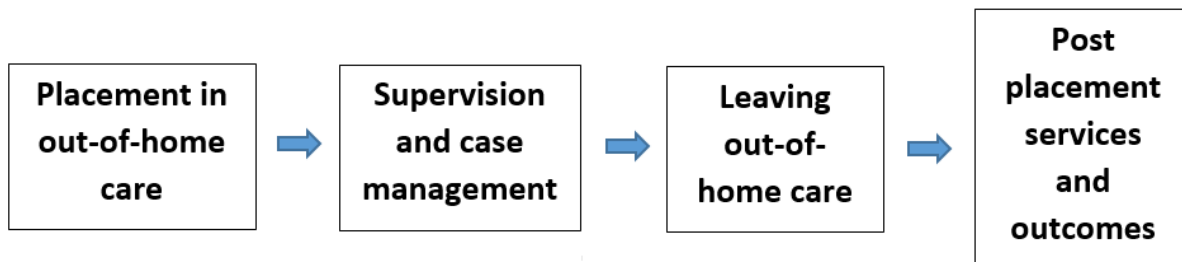 Placement in
out-of-home
care
Supervision
and case
management
Leaving
out-of-
home care
Post
placement
services
and
outcomes